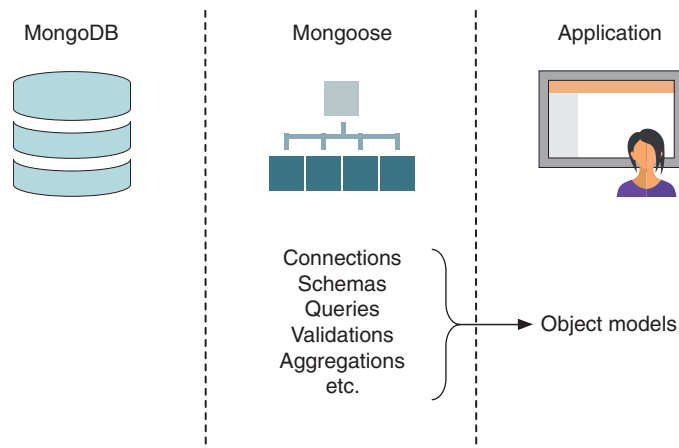 MongoDB
Mongoose
Application
Connections
Schemas
Queries
Validations
Aggregations
etc.
Object models